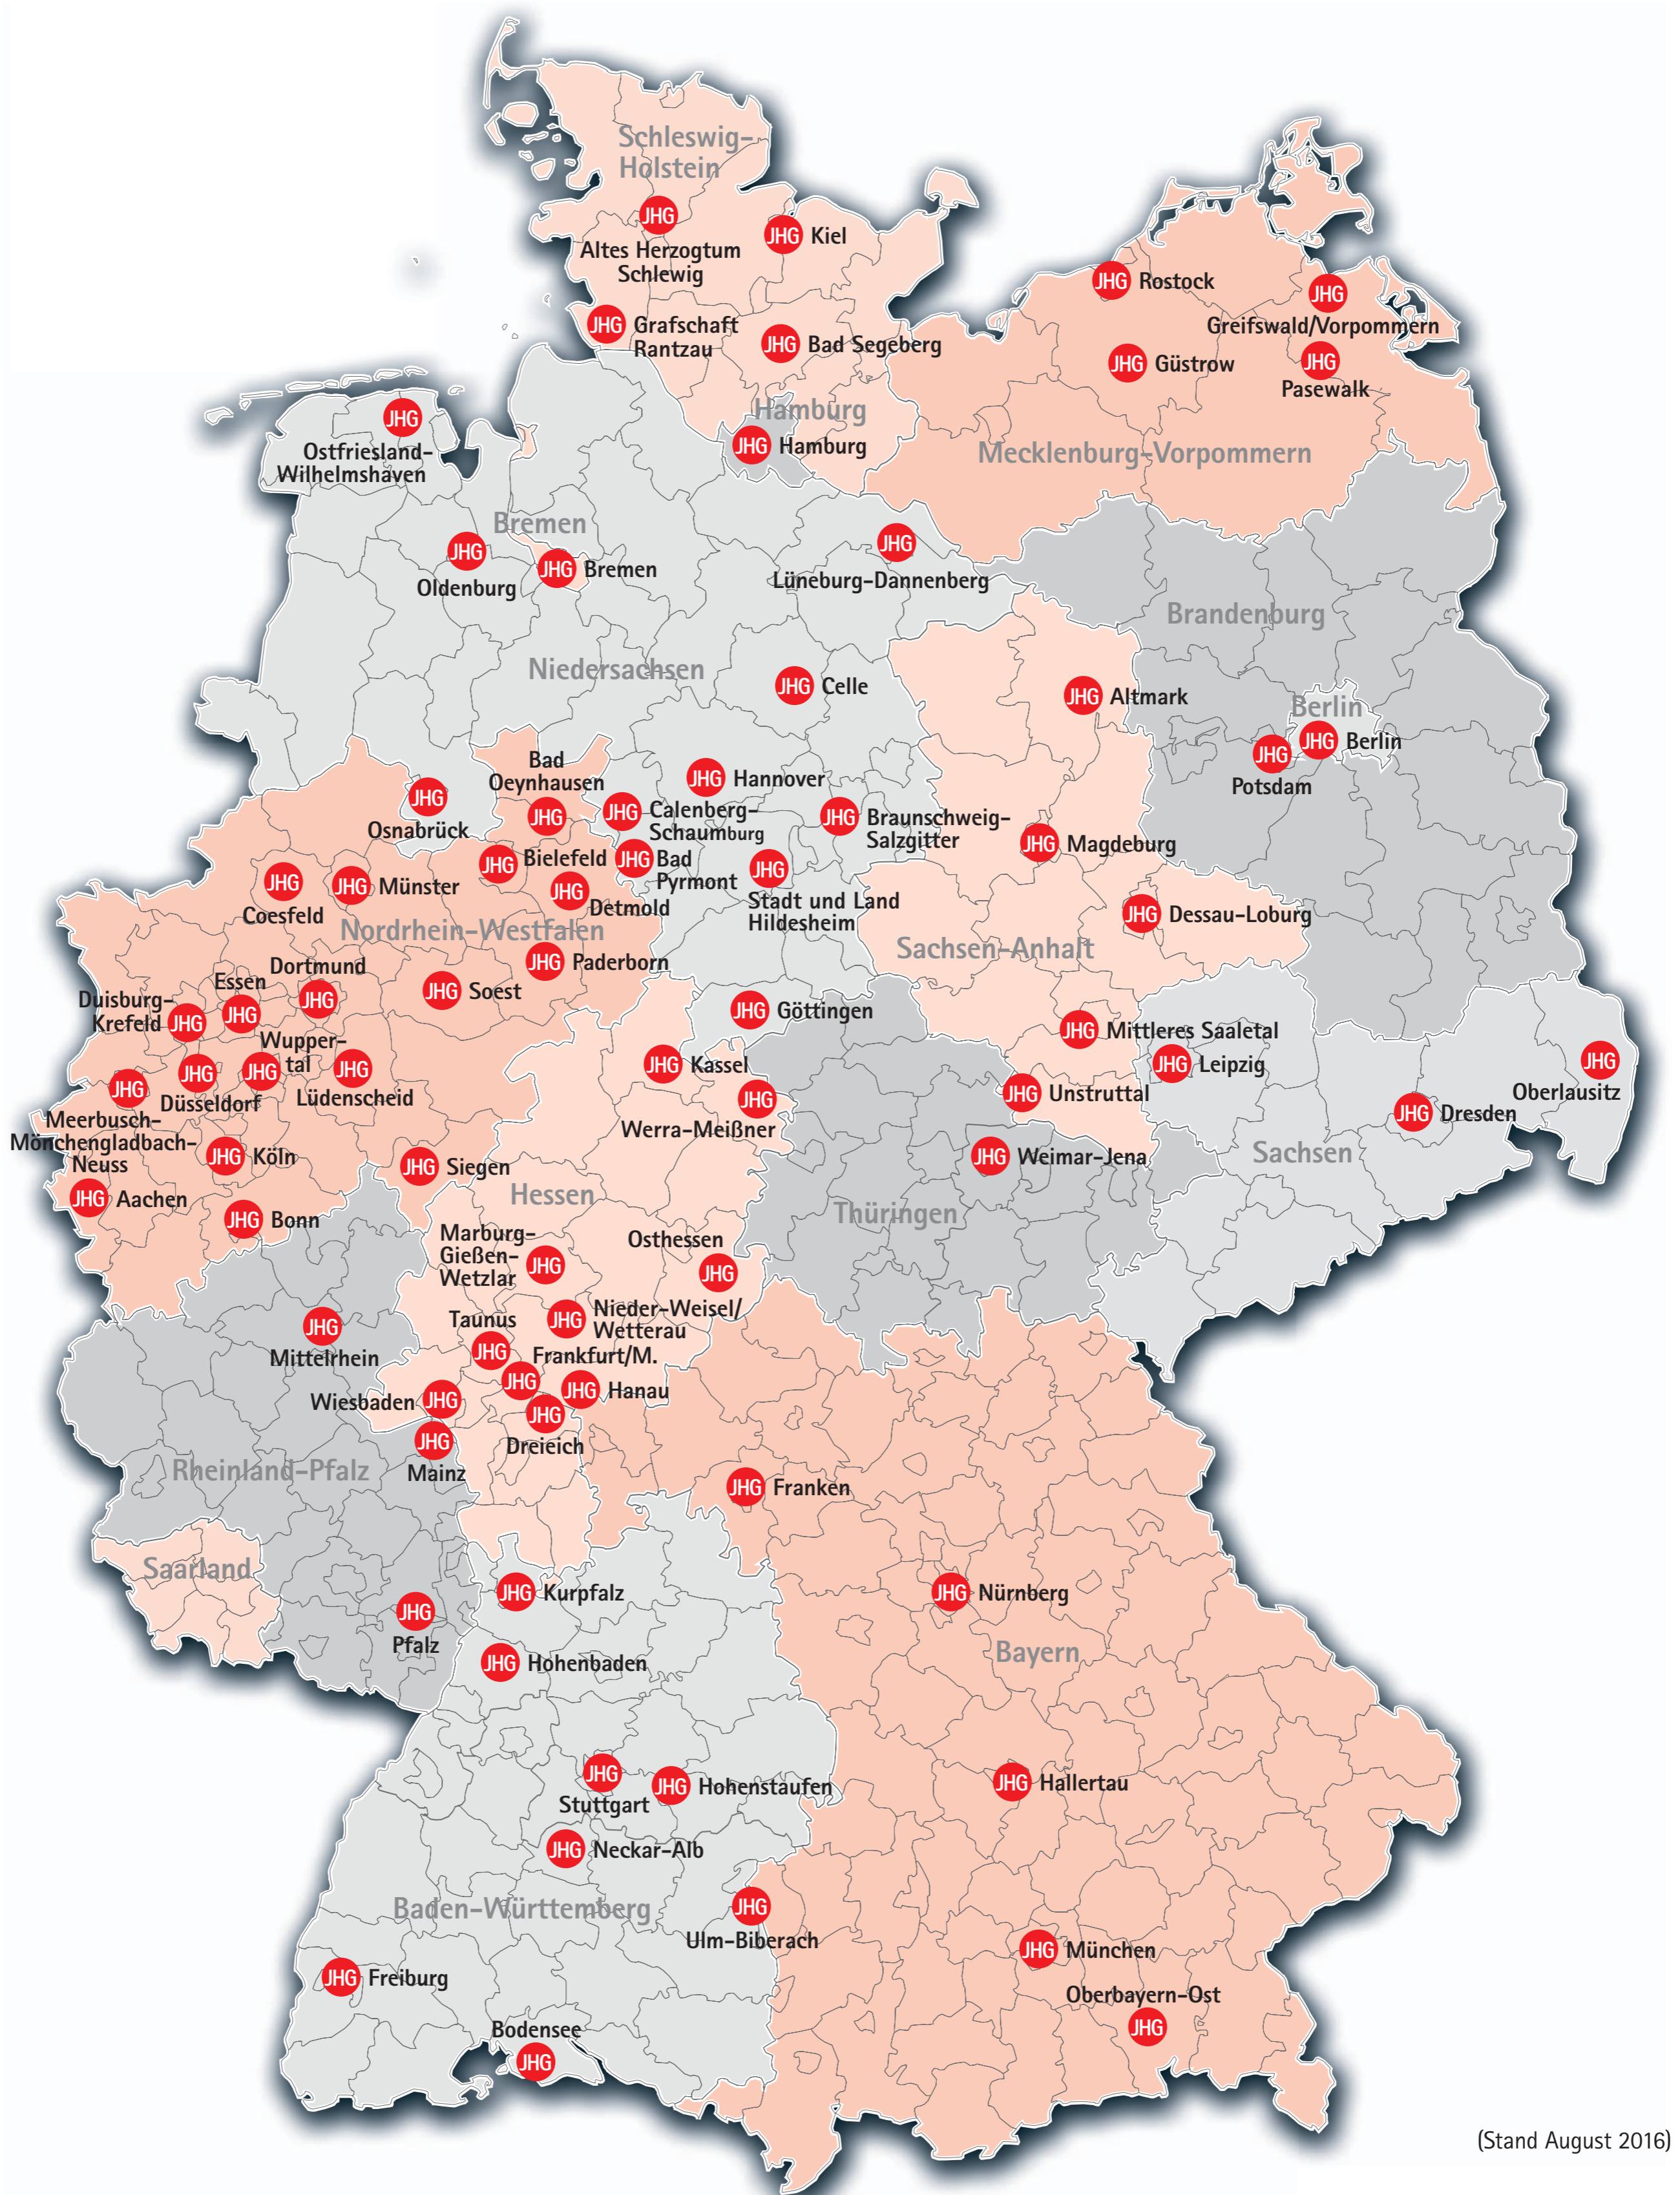 Schleswig-
Holstein
JHG
Altes Herzogtum
Schlewig
JHG Kiel
JHG Grafschaft
Rantzau
JHG Bad Segeberg
JHG Rostock
JHG
Greifswald/Vorpommern
JHG Güstrow
JHG
Pasewalk
Hamburg
JHG Hamburg
Mecklenburg-Vorpommern
JHG
Ostfriesland-
Wilhelmshaven
Bremen
JHG
Oldenburg
JHG Bremen
JHG
Lüneburg-Dannenberg
Brandenburg
Niedersachsen
JHG Celle
JHG Altmark
Berlin
JHG Berlin
JHG
Potsdam
JHG
Osnabrück
Bad
Oeynhausen
JHG
JHG Hannover
JHG Calenberg-
Schaumburg
JHG Braunschweig-
Salzgitter
JHG Magdeburg
JHG Bielefeld
JHG Bad
Pyrmont
JHG
Stadt und Land
Hildesheim
JHG
Coesfeld
JHG Münster
JHG
Detmold
Nordrhein-Westfalen
JHG Dessau-Loburg
Sachsen-Anhalt
JHG Paderborn
Dortmund
JHG
Essen
JHG
JHG Soest
Duisburg-
Krefeld JHG
JHG Göttingen
JHG Mittleres Saaletal
Wupper-
JHG tal
JHG
Lüdenscheid
JHG
Düsseldorf
JHG
Meerbusch-
Mönchengladbach-
Neuss
JHG Kassel
JHG
Werra-Meißner
JHG Leipzig
JHG Unstruttal
JHG
Oberlausitz
JHG Dresden
Sachsen
JHG Köln
JHG Siegen
JHG Weimar-Jena
JHG Aachen
Hessen
JHG Bonn
Thüringen
Marburg-
Gießen-
Wetzlar
JHG
Osthessen
JHG
JHG
Mittelrhein
Taunus
JHG
JHG Nieder-Weisel/
Wetterau
Frankfurt/M.
JHG
JHG Hanau
Wiesbaden JHG
JHG
Dreieich
JHG
Mainz
Rheinland-Pfalz
JHG Franken
Saarland
JHG Kurpfalz
JHG Nürnberg
JHG
Pfalz
Bayern
JHG Hohenbaden
JHG
Stuttgart
JHG Hohenstaufen
JHG Hallertau
JHG Neckar-Alb
Baden-Württemberg
JHG
Ulm-Biberach
JHG München
JHG Freiburg
Oberbayern-Ost
JHG
Bodensee
JHG
(Stand August 2016)